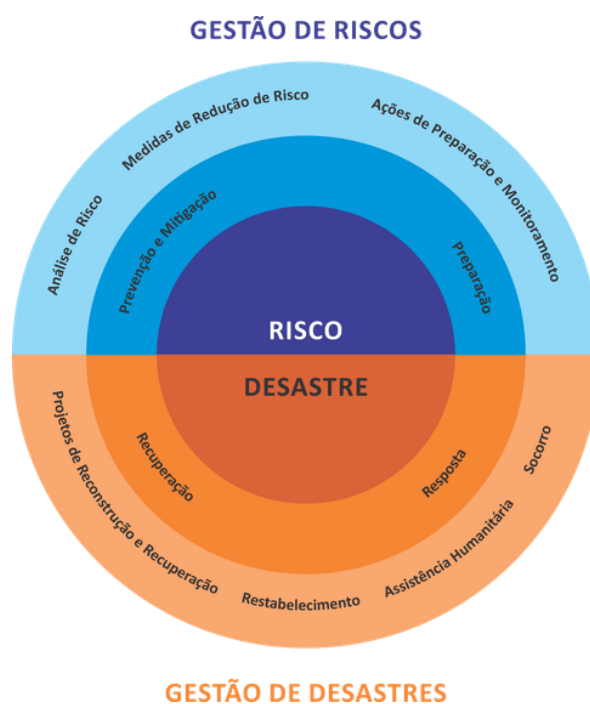 GESTÃO DE RISCOS
Medidas de Redução de Risco
Ações de Preparação e Monitoramento
Análise de Risco
Prevenção e Mitigação
Preparação
RISCO
DESASTRE
Recuperação
Resposta
Socorro
Projetos de Reconstrução e Recuperação
Restabelecimento
Assistência Humanitária
GESTÃO DE DESASTRES